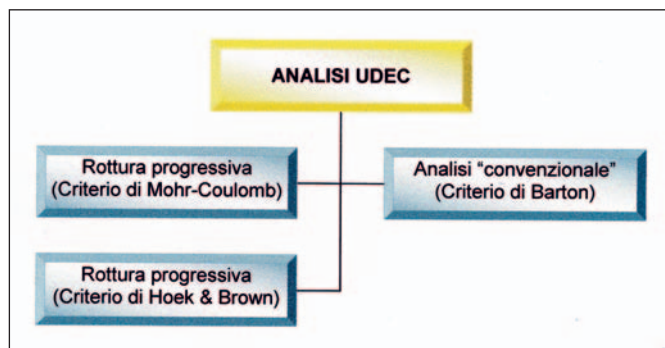 ANALISI UDEC
Rottura progressiva
(Criterio di Mohr-Coulomb)
Analisi “convenzionale”
(Criterio di Barton)
Rottura progressiva
(Criterio di Hoek & Brown)